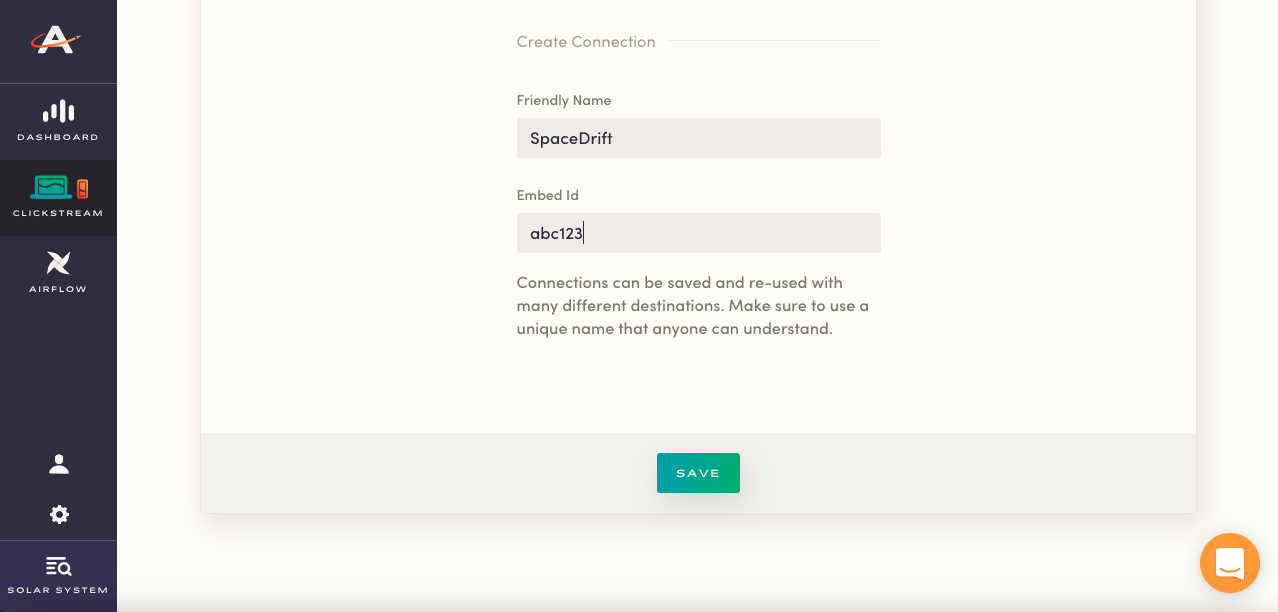 DASHBOARD
CLICKSTREAM
AIRFLOW
SOLAR SYSTEM
Create Connection
Friendly Name
SpaceDrift
Embed Id
abc123
Connections can be saved and re-used with
many different destinations. Make sure to use a
unique name that anyone can understand.
SAVE